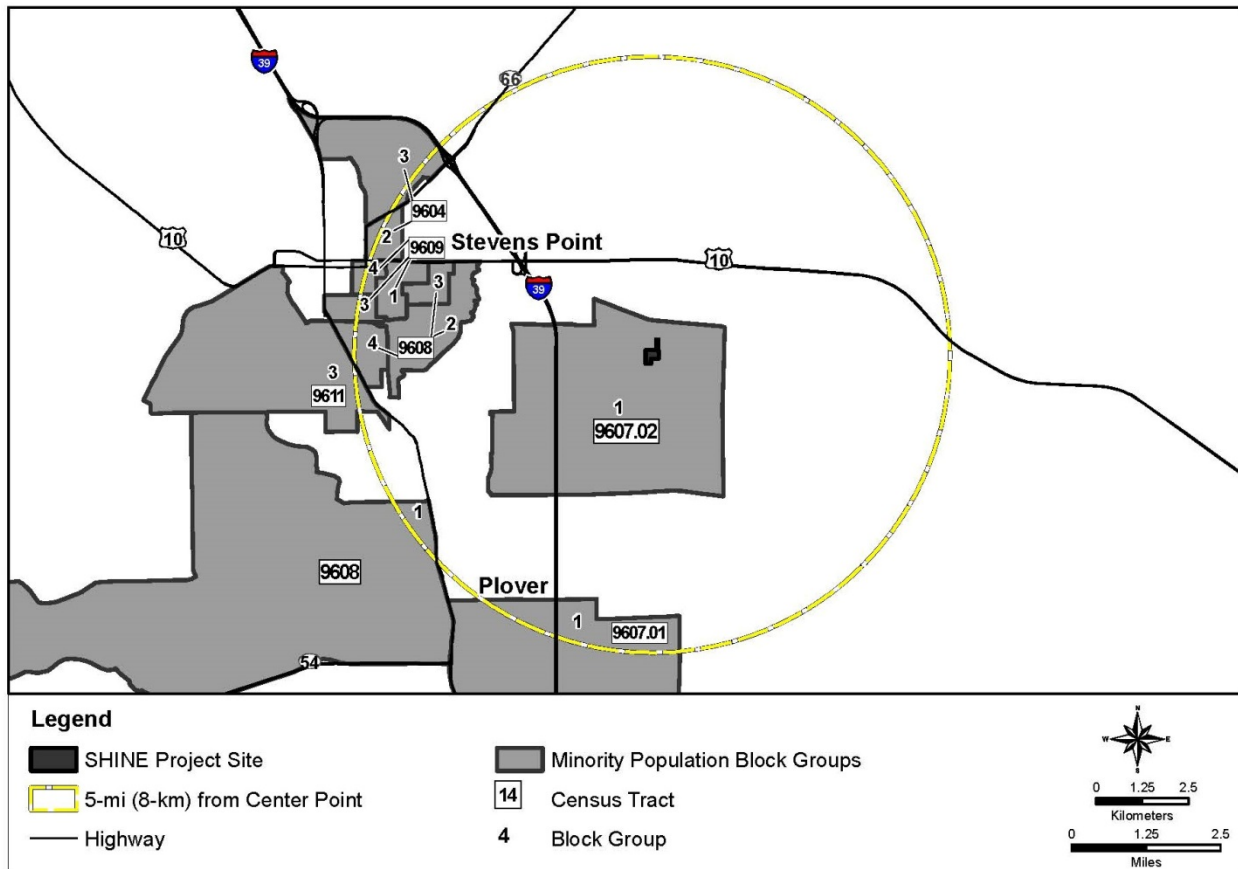 39
66
3
9604
2
10
9609
Stevens Point
4
10
3
1
39
3
2
4
9608
3
9611
1
9607.02
1
9608
Plover
1
9607.01
54
Legend
SHINE Project Site
Minority Population Block Groups
5-mi (8-km) from Center Point
14 Census Tract
Highway
4 Block Group
N
W E
S
0 1.25 2.5
Kilometers
0 1.25 2.5
Miles